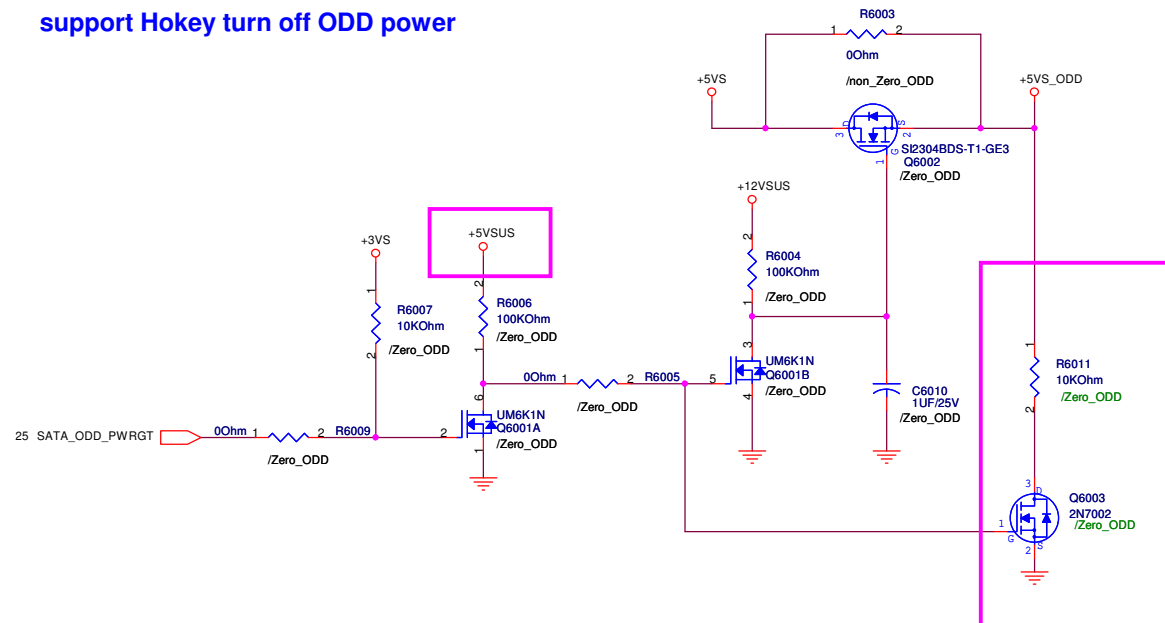 support Hokey turn off ODD power
R6003
1 2
0Ohm
/non_Zero_ODD
+5VS
+5VS_ODD
D
S
3
2
G
1
SI2304BDS-T1-GE3
Q6002
/Zero_ODD
+12VSUS
2
R6004
100KOhm
/Zero_ODD
1
+3VS
+5VSUS
1
R6007
10KOhm
/Zero_ODD
2
2
R6006
100KOhm
/Zero_ODD
1
0Ohm 1 2 R6005
/Zero_ODD
3
5
UM6K1N
Q6001B
/Zero_ODD
4
C6010
1UF/25V
/Zero_ODD
1
R6011
10KOhm
/Zero_ODD
2
6
UM6K1N
Q6001A
/Zero_ODD
2
1
25 SATA_ODD_PWRGT
0Ohm 1 2 R6009
/Zero_ODD
3
D
Q6003
2N7002
/Zero_ODD
1
G
2
S